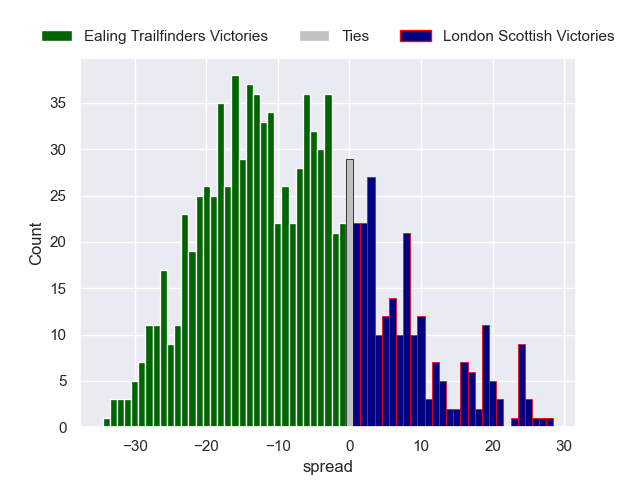 Ealing Trailfinders Victories Ties London Scottish Victories
35
30
25
20
15
10
5
0
Count
−30 −20 −10 0 10 20 30
spread